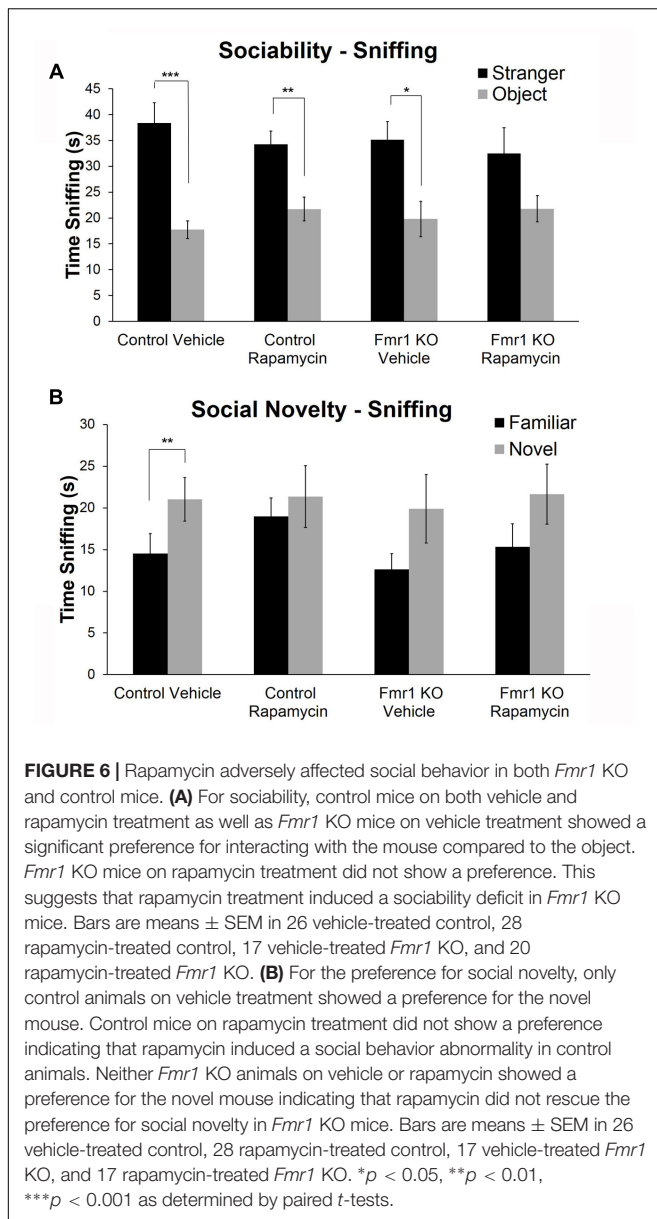 Sociability - Sniffing
A
Stranger
Object
***
**
*
Time Sniffing (s)
45
40
35
30
25
20
15
10
5
0
Control Vehicle
Control
Rapamycin
Fmr1 KO
Vehicle
Fmr1 KO
Rapamycin
B
Social Novelty - Sniffing
Familiar
Novel
**
Time Sniffing (s)
30
25
20
15
10
5
0
Control Vehicle
Control
Rapamycin
Fmr1 KO
Vehicle
Fmr1 KO
Rapamycin
FIGURE 6 | Rapamycin adversely affected social behavior in both Fmr1 KO
and control mice. (A) For sociability, control mice on both vehicle and
rapamycin treatment as well as Fmr1 KO mice on vehicle treatment showed a
significant preference for interacting with the mouse compared to the object.
Fmr1 KO mice on rapamycin treatment did not show a preference. This
suggests that rapamycin treatment induced a sociability deficit in Fmr1 KO
mice. Bars are means ± SEM in 26 vehicle-treated control, 28
rapamycin-treated control, 17 vehicle-treated Fmr1 KO, and 20
rapamycin-treated Fmr1 KO. (B) For the preference for social novelty, only
control animals on vehicle treatment showed a preference for the novel
mouse. Control mice on rapamycin treatment did not show a preference
indicating that rapamycin induced a social behavior abnormality in control
animals. Neither Fmr1 KO animals on vehicle or rapamycin showed a
preference for the novel mouse indicating that rapamycin did not rescue the
preference for social novelty in Fmr1 KO mice. Bars are means ± SEM in 26
vehicle-treated control, 28 rapamycin-treated control, 17 vehicle-treated Fmr1
KO, and 17 rapamycin-treated Fmr1 KO. *p < 0.05, **p < 0.01,
***p < 0.001 as determined by paired t-tests.